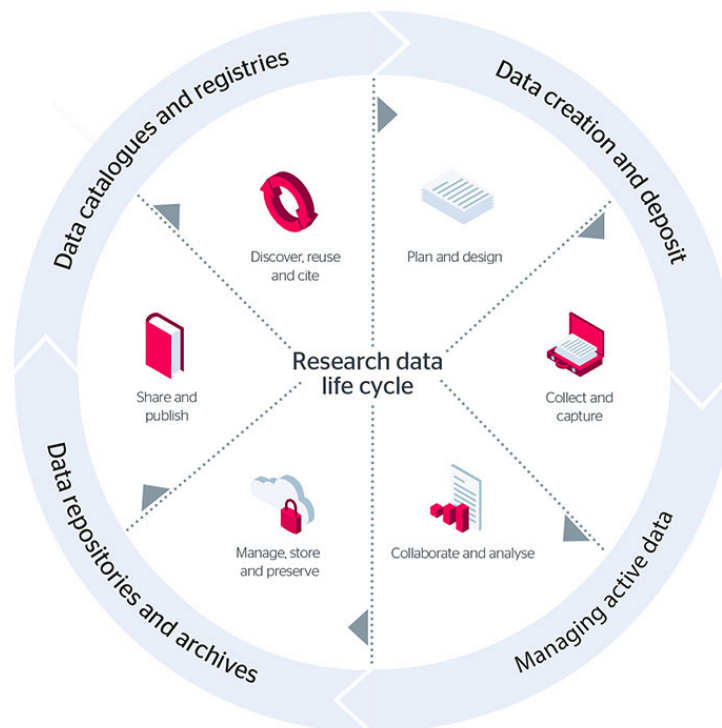 Data catalogues and registries
Data creation and deposit
Discover, reuse
and cite
Plan and design
Research data
life cycle
Share and
publish
Collect and
capture
Manage, store
and preserve
Collaborate and analyse
Data repositories and archives
Managing active data